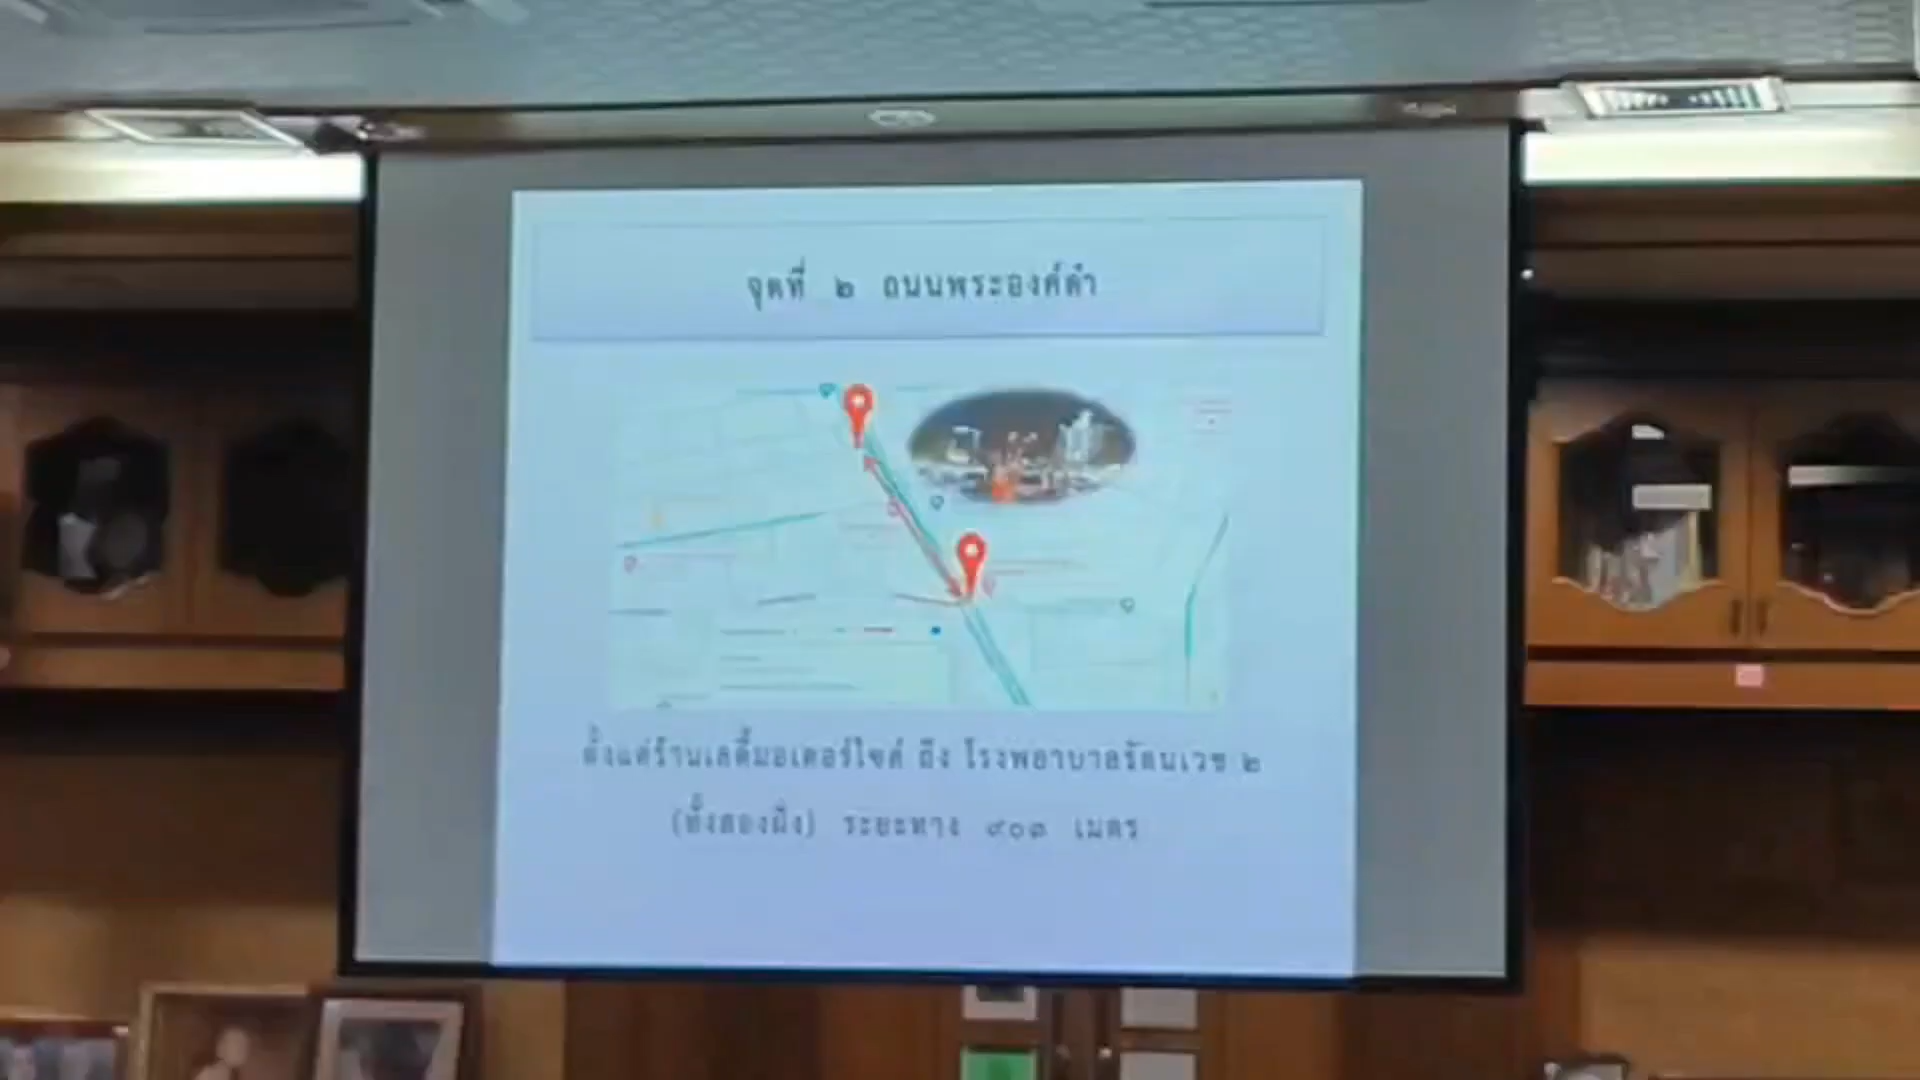 จุดที่ ๒ ถนนพระองค์ดำ
ตั้งแต่ร้านเลดี้มอเตอร์ไซค์ ถึง โรงพยาบาลรัตนเวช ๒
(ทั้งสองฝั่ง) ระยะทาง ๙๐๓ เมตร